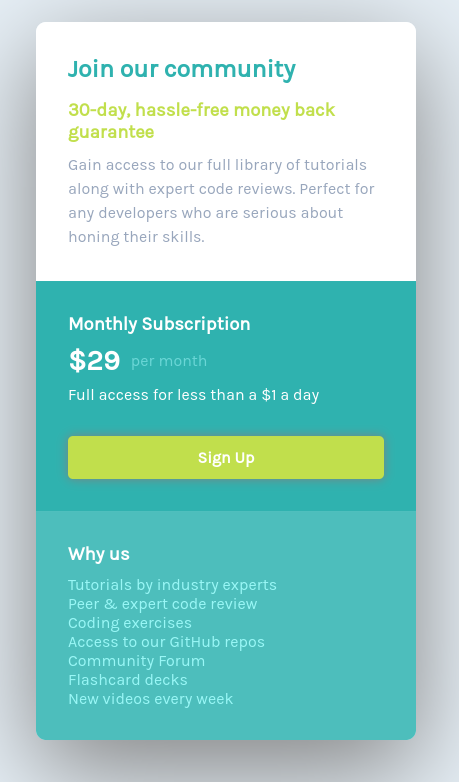 Join our community
30-day, hassle-free money back
guarantee
Gain access to our full library of tutorials
along with expert code reviews. Perfect for
any developers who are serious about
honing their skills.
Monthly Subscription
$29 per month
Full access for less than a $1 a day
Sign Up
Why us
Tutorials by industry experts
Peer & expert code review
Coding exercises
Access to our GitHub repos
Community Forum
Flashcard decks
New videos every week